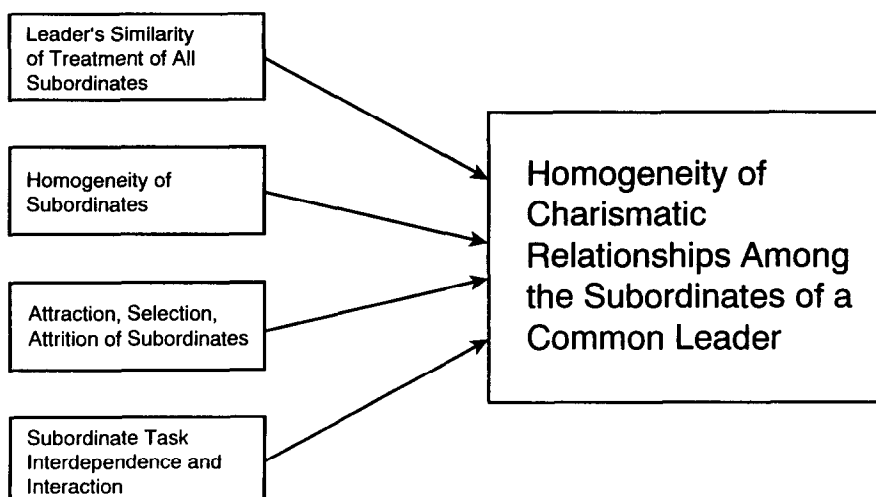 Leader's Similarity
of Treatment of All
Subordinates
Homogeneity of
Subordinates
Attraction, Selection,
Attrition of Subordinates
Subordinate Task
Interdependence and
Interaction
Homogeneity of
Charismatic
Relationships Among
the Subordinates of a
Common Leader